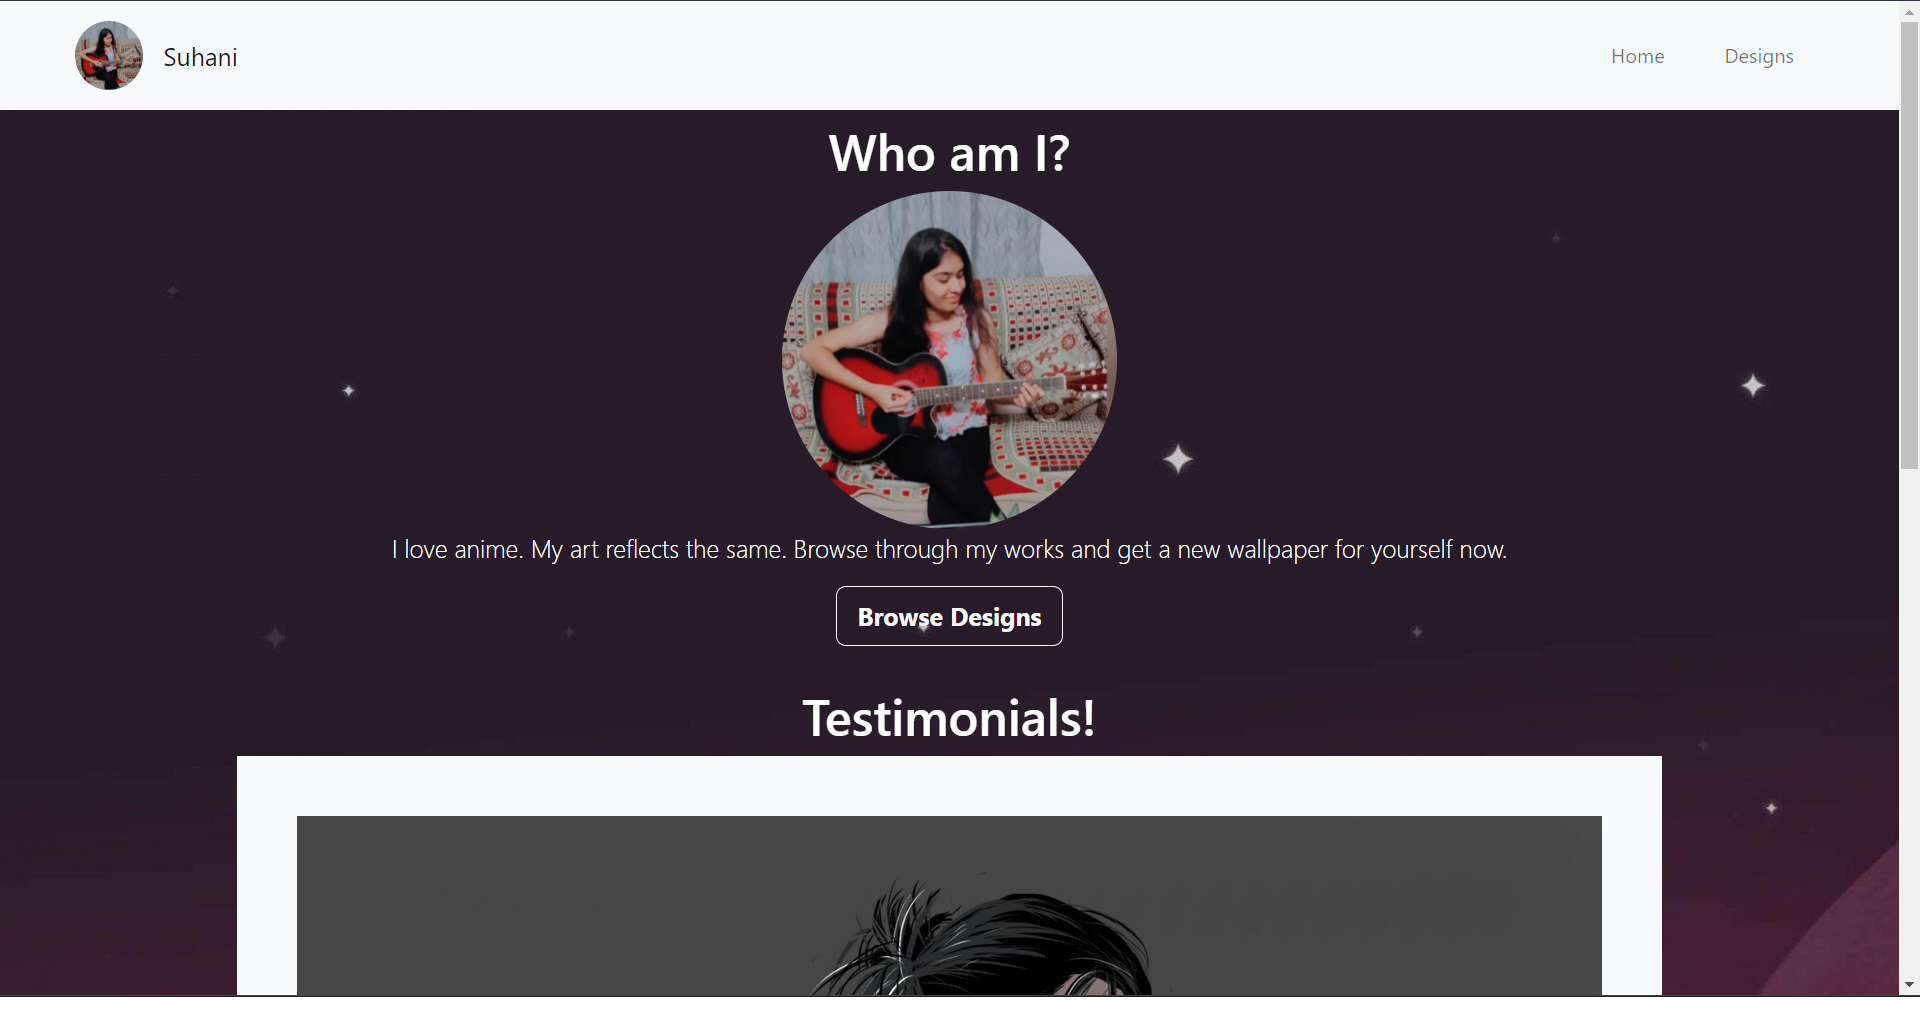 Suhani
Home
Designs
Who am I?
I love anime. My art reflects the same. Browse through my works and get a new wallpaper for yourself now.
Browse Designs
Testimonials!